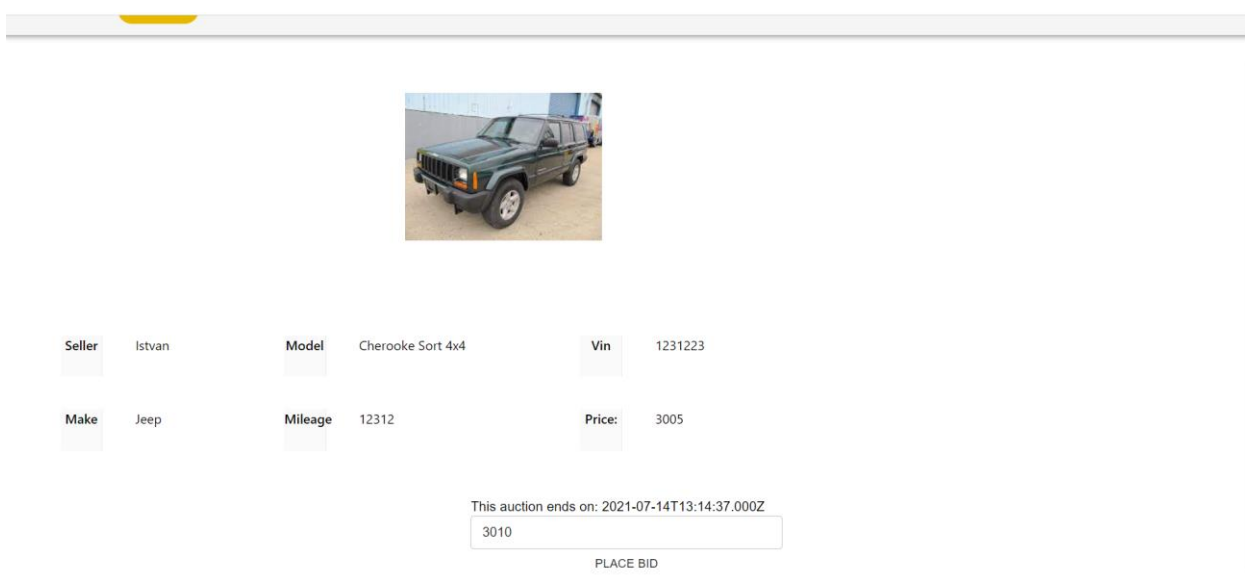 Seller Istvan Model Cherooke Sort 4x4 Vin 1231223
Make Jeep Mileage 12312 Price: 3005
This auction ends on: 2021-07-14T13:14:37.000Z
3010
PLACE BID